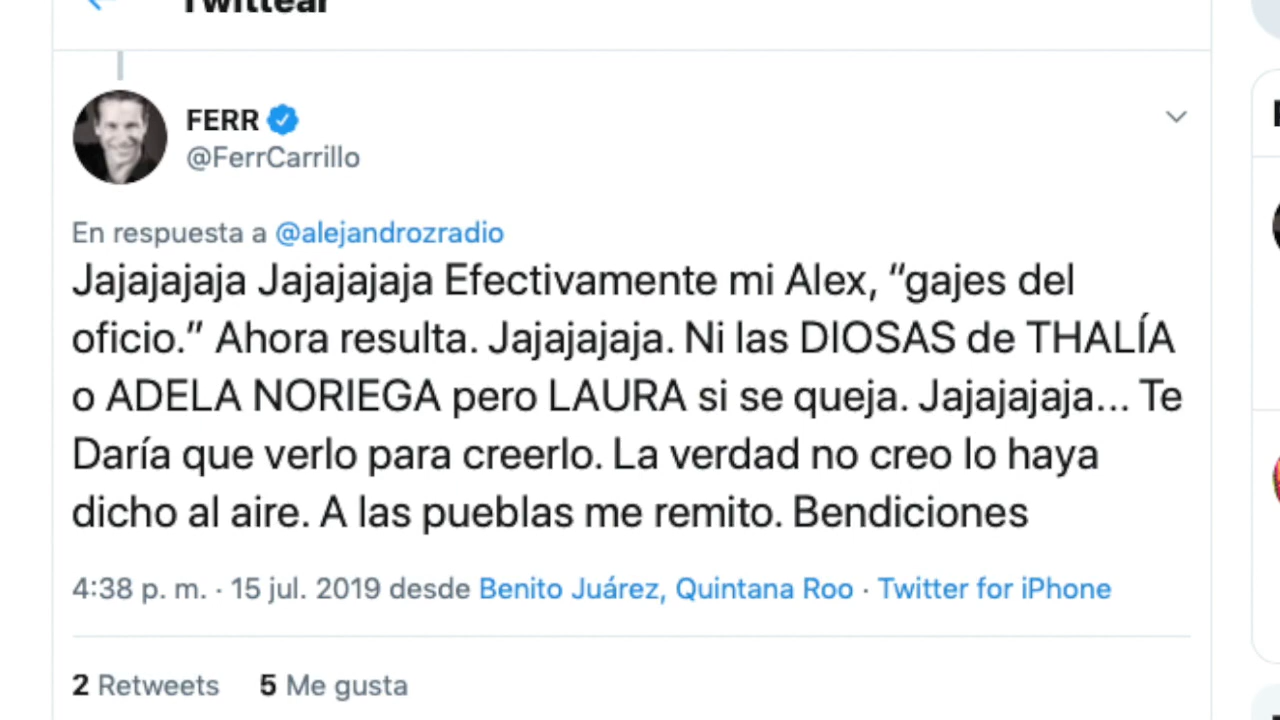 Twittear
FERR
@FerrCarrillo
En respuesta a @alejandrozradio
Jajajajaja Jajajajaja Efectivamente mi Alex, “gajes del
oficio.” Ahora resulta. Jajajajaja. Ni las DIOSAS de THALÍA
o ADELA NORIEGA pero LAURA si se queja. Jajajajaja... Te
Daría que verlo para creerlo. La verdad no creo lo haya
dicho al aire. A las pueblas me remito. Bendiciones
4:38 p. m. · 15 jul. 2019 desde Benito Juárez, Quintana Roo · Twitter for iPhone
2 Retweets 5 Me gusta